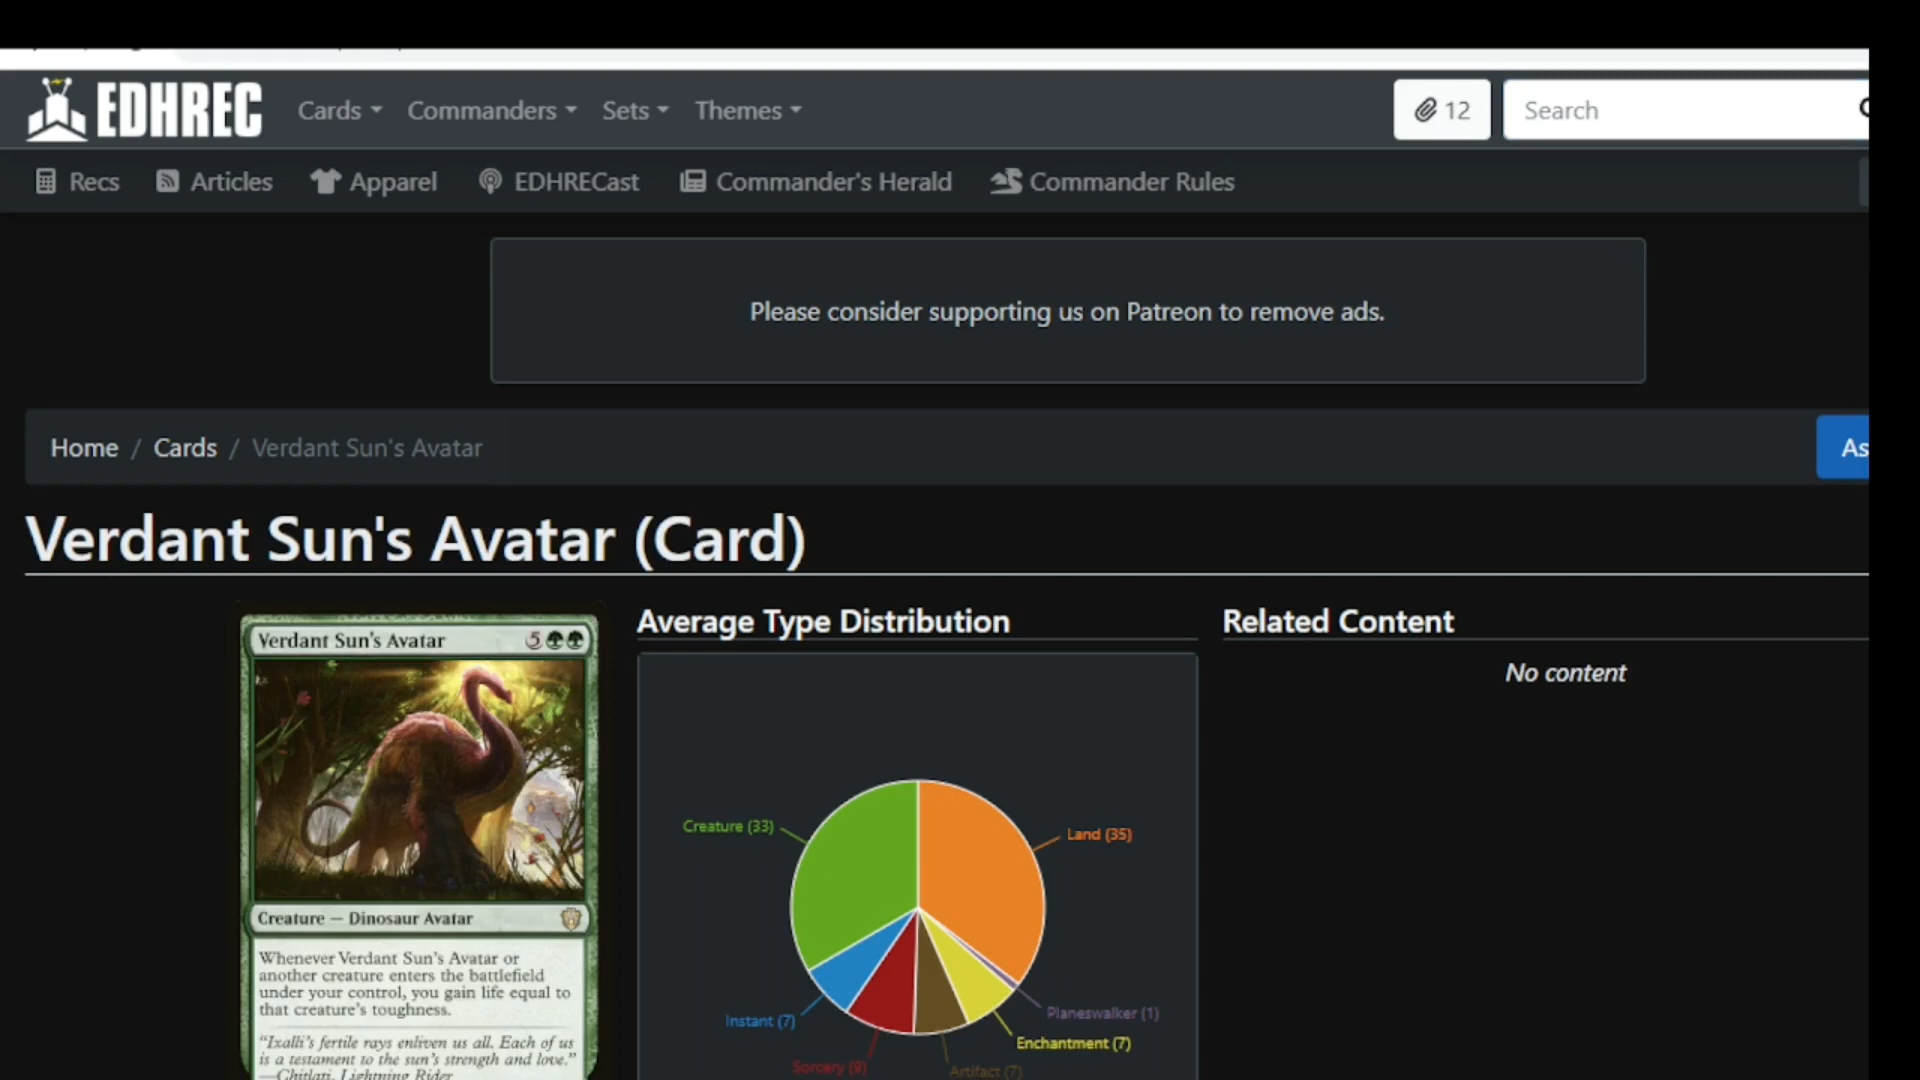 EDHREC Cards Commanders Sets Themes 12 Search
Recs Articles Apparel EDHRECast Commander's Herald Commander Rules
Please consider supporting us on Patreon to remove ads.
Home / Cards / Verdant Sun's Avatar
As
Verdant Sun's Avatar (Card)
Verdant Sun's Avatar 5
Creature — Dinosaur Avatar
Whenever Verdant Sun's Avatar or
another creature enters the battlefield
under your control, you gain life equal to
that creature's toughness.
"Ixalli's fertile rays enliven us all. Each of us
is a testament to the sun's strength and love."
—Chitlati, Lightning Rider
Average Type Distribution
Creature (33)
Land (35)
Planeswalker (1)
Instant (7)
Enchantment (7)
Sorcery (9)
Artifact (7)
Related Content
No content